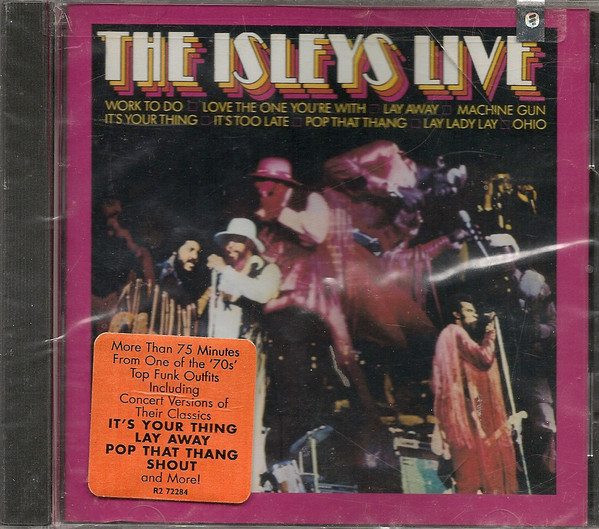 THE ISLEYS LIVE
WORK TO DO □ LOVE THE ONE YOU'RE WITH □ LAY AWAY □ MACHINE GUN
IT'S YOUR THING □ IT'S TOO LATE □ POP THAT THANG □ LAY LADY LAY □ OHIO
More Than 75 Minutes
From One of the '70s'
Top Funk Outfits
Including
Concert Versions of
Their Classics
IT'S YOUR THING
LAY AWAY
POP THAT THANG
SHOUT
and More!
R2 72284